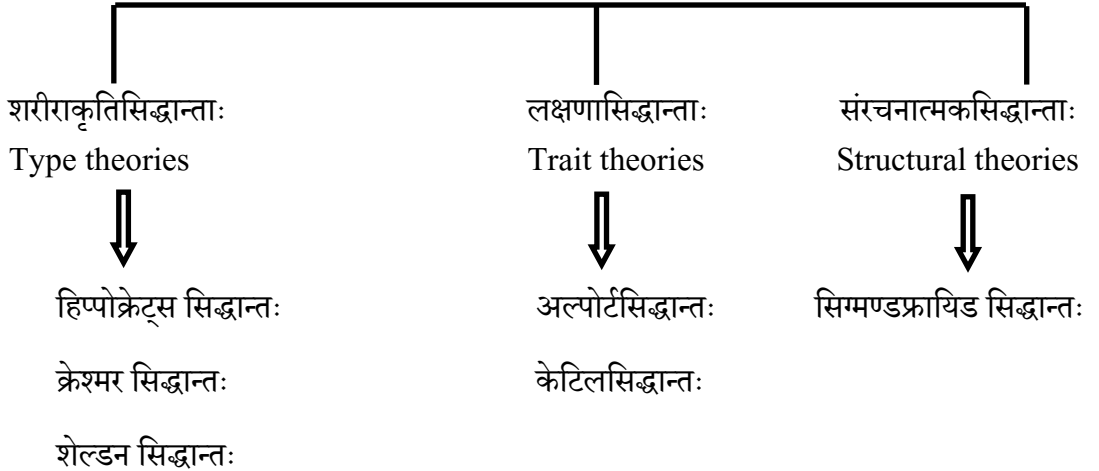 शरीराकृतिसिद्धान्ताः
Type theories
हिप्पोक्रेट्स सिद्धान्तः
क्रेश्मर सिद्धान्तः
शेल्डन सिद्धान्तः
लक्षणासिद्धान्ताः
Trait theories
अल्पोर्टसिद्धान्तः
केटिलसिद्धान्तः
संरचनात्मकसिद्धान्ताः
Structural theories
सिग्मण्डफ्रायिड सिद्धान्तः